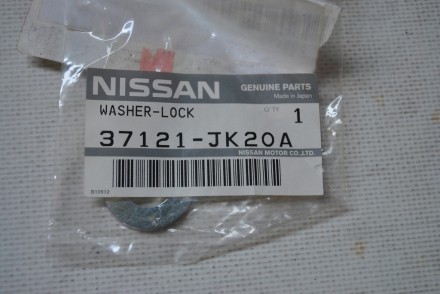 NISSAN GENUINE PARTS
Made in Japan
WASHER-LOCK Q'TY 1
37121-JK20A
NISSAN MOTOR CO.,LTD.